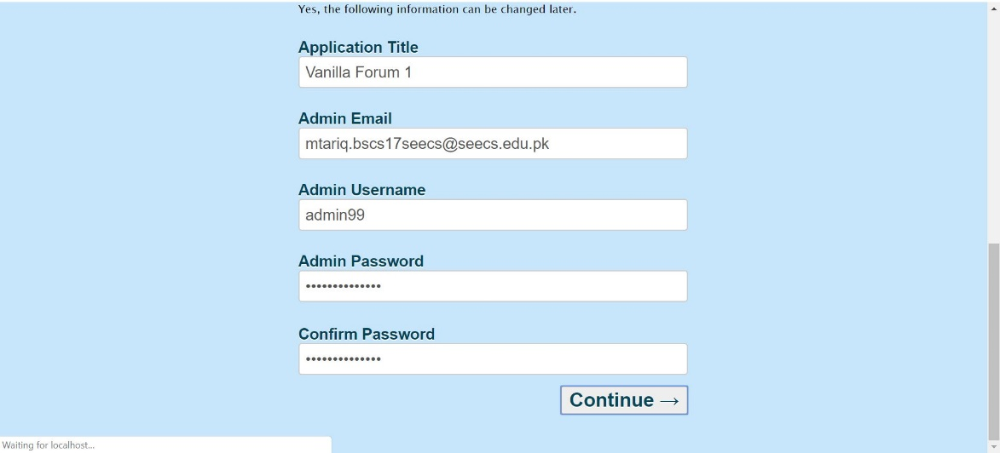 Yes, the following information can be changed later.
Application Title
Vanilla Forum 1
Admin Email
mtariq.bscs17seecs@seecs.edu.pk
Admin Username
admin99
Admin Password
••••••••••••••
Confirm Password
••••••••••••••
Continue →
Waiting for localhost...